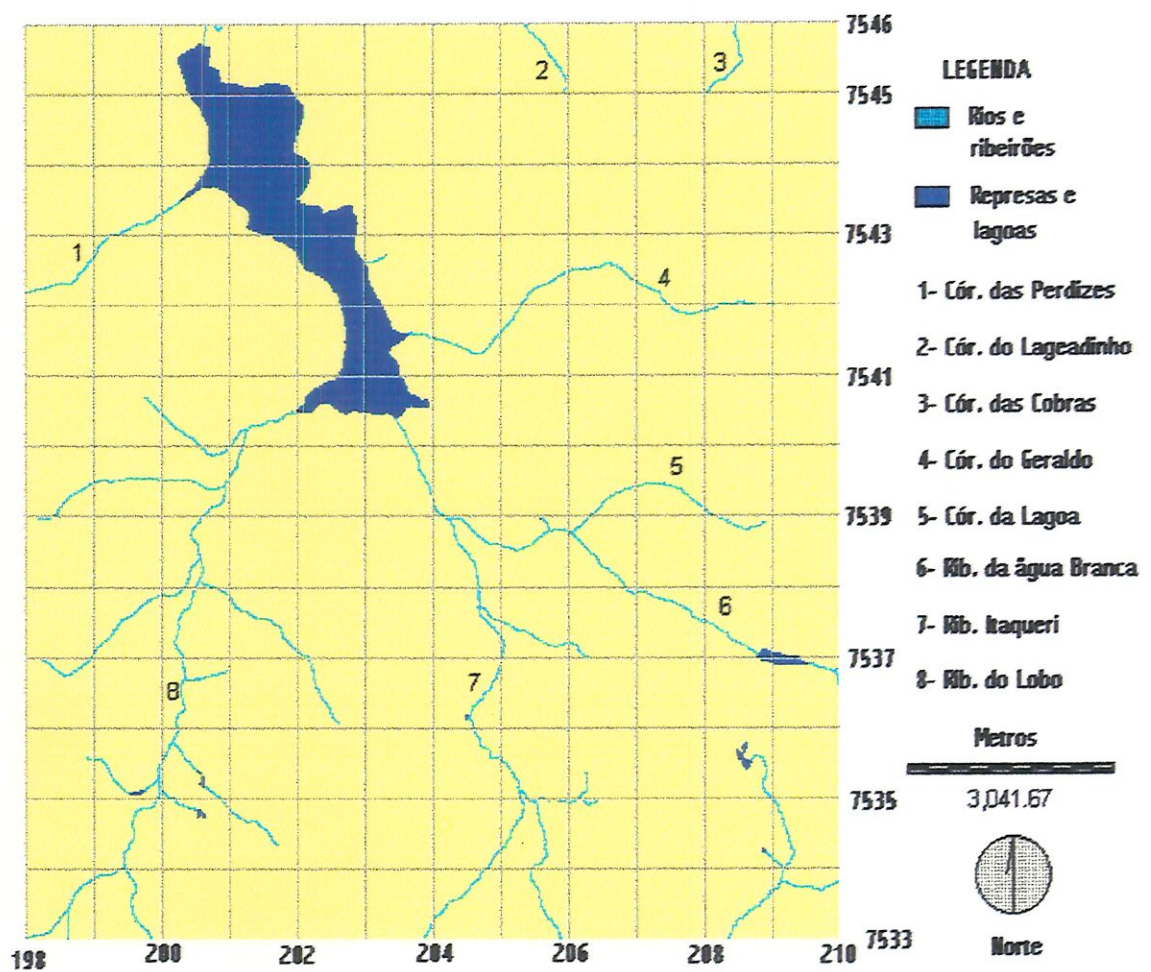 7546
2
3
LEGENDA
7545
Rios e
ribeirões
Represas e
lagoas
1
7543
4
1- Cór. das Perdizes
2- Cór. do Lageadinho
7541
3- Cór. das Cobras
5
4- Cór. do Geraldo
7539
5- Cór. da Lagoa
6- Rib. da água Branca
6
7- Rib. Itaqueri
7537
8
7
8- Rib. do Lobo
Metros
7535
3,041.67
7533
Norte
198
200
202
204
206
208
210